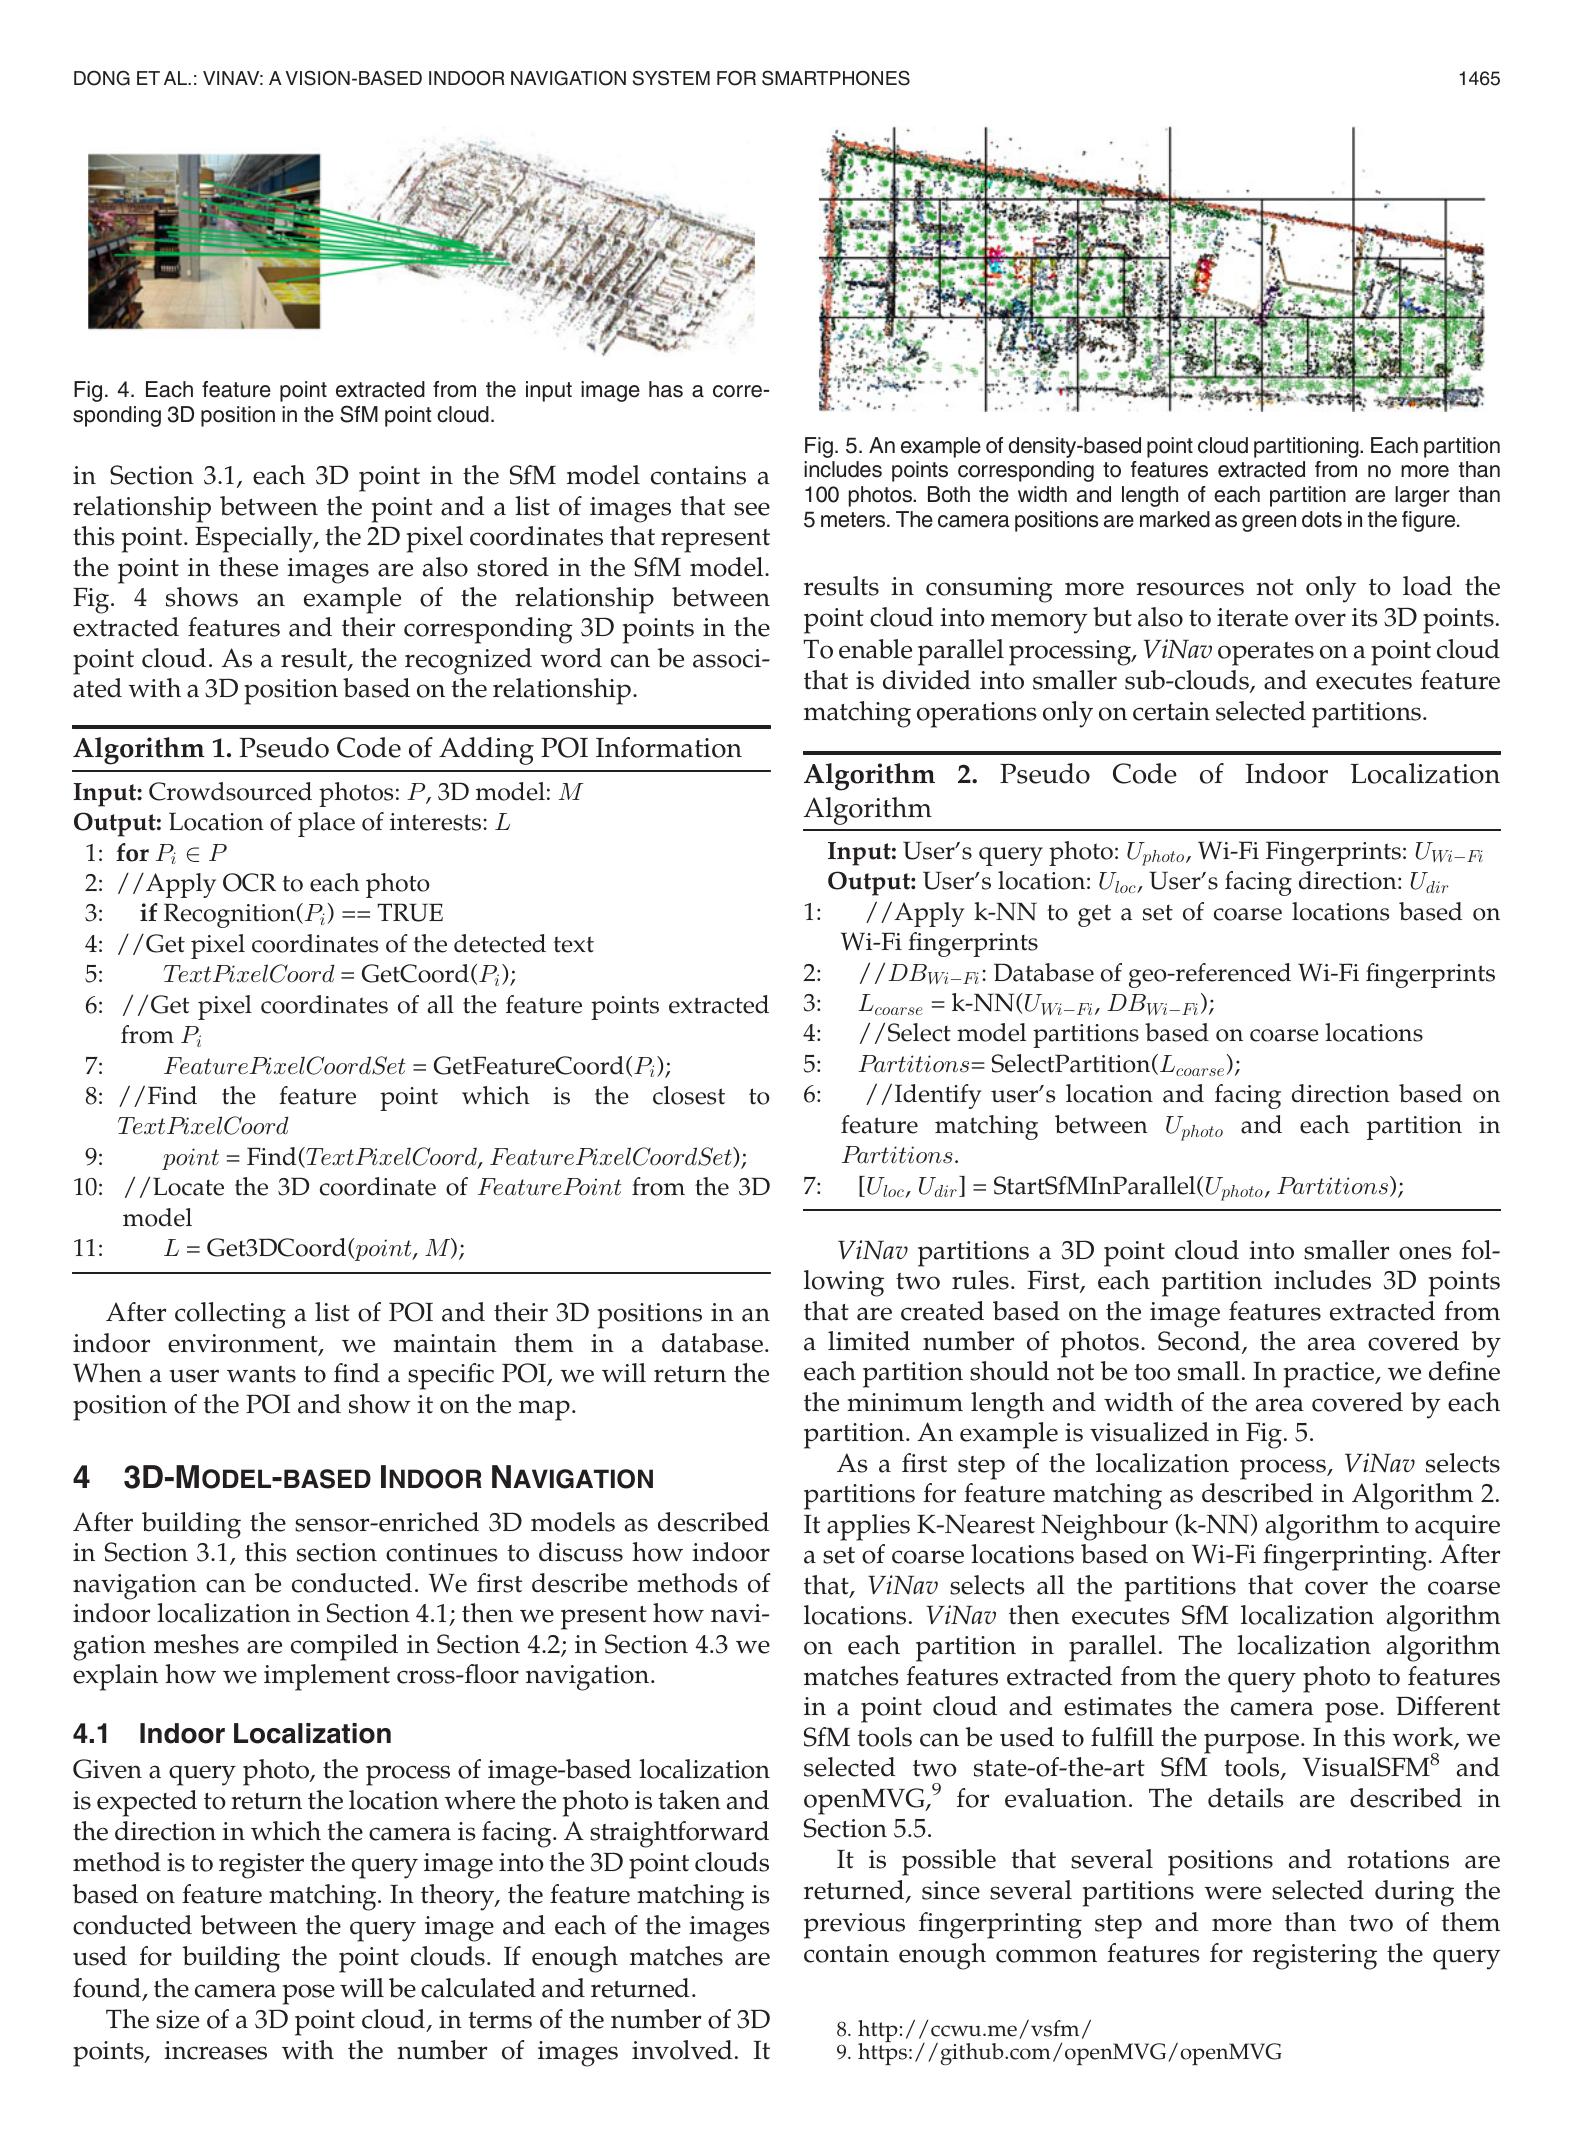 DONG ET AL.: VINAV: A VISION-BASED INDOOR NAVIGATION SYSTEM FOR SMARTPHONES 1465
Fig. 4. Each feature point extracted from the input image has a corre-
sponding 3D position in the SfM point cloud.
in Section 3.1, each 3D point in the SfM model contains a
relationship between the point and a list of images that see
this point. Especially, the 2D pixel coordinates that represent
the point in these images are also stored in the SfM model.
Fig. 4 shows an example of the relationship between
extracted features and their corresponding 3D points in the
point cloud. As a result, the recognized word can be associ-
ated with a 3D position based on the relationship.
Algorithm 1. Pseudo Code of Adding POI Information
Input: Crowdsourced photos: P, 3D model: M
Output: Location of place of interests: L
1: for P_i ∈ P
2: //Apply OCR to each photo
3: if Recognition(P_i) == TRUE
4: //Get pixel coordinates of the detected text
5: TextPixelCoord = GetCoord(P_i);
6: //Get pixel coordinates of all the feature points extracted
from P_i
7: FeaturePixelCoordSet = GetFeatureCoord(P_i);
8: //Find the feature point which is the closest to
TextPixelCoord
9: point = Find(TextPixelCoord, FeaturePixelCoordSet);
10: //Locate the 3D coordinate of FeaturePoint from the 3D
model
11: L = Get3DCoord(point, M);
After collecting a list of POI and their 3D positions in an
indoor environment, we maintain them in a database.
When a user wants to find a specific POI, we will return the
position of the POI and show it on the map.
4 3D-MODEL-BASED INDOOR NAVIGATION
After building the sensor-enriched 3D models as described
in Section 3.1, this section continues to discuss how indoor
navigation can be conducted. We first describe methods of
indoor localization in Section 4.1; then we present how navi-
gation meshes are compiled in Section 4.2; in Section 4.3 we
explain how we implement cross-floor navigation.
4.1 Indoor Localization
Given a query photo, the process of image-based localization
is expected to return the location where the photo is taken and
the direction in which the camera is facing. A straightforward
method is to register the query image into the 3D point clouds
based on feature matching. In theory, the feature matching is
conducted between the query image and each of the images
used for building the point clouds. If enough matches are
found, the camera pose will be calculated and returned.
The size of a 3D point cloud, in terms of the number of 3D
points, increases with the number of images involved. It
Fig. 5. An example of density-based point cloud partitioning. Each partition
includes points corresponding to features extracted from no more than
100 photos. Both the width and length of each partition are larger than
5 meters. The camera positions are marked as green dots in the figure.
results in consuming more resources not only to load the
point cloud into memory but also to iterate over its 3D points.
To enable parallel processing, ViNav operates on a point cloud
that is divided into smaller sub-clouds, and executes feature
matching operations only on certain selected partitions.
Algorithm 2. Pseudo Code of Indoor Localization
Algorithm
Input: User's query photo: U_photo, Wi-Fi Fingerprints: U_Wi−Fi
Output: User's location: U_loc, User's facing direction: U_dir
1: //Apply k-NN to get a set of coarse locations based on
Wi-Fi fingerprints
2: //DB_Wi−Fi: Database of geo-referenced Wi-Fi fingerprints
3: L_coarse = k-NN(U_Wi−Fi, DB_Wi−Fi);
4: //Select model partitions based on coarse locations
5: Partitions= SelectPartition(L_coarse);
6: //Identify user's location and facing direction based on
feature matching between U_photo and each partition in
Partitions.
7: [U_loc, U_dir] = StartSfMInParallel(U_photo, Partitions);
ViNav partitions a 3D point cloud into smaller ones fol-
lowing two rules. First, each partition includes 3D points
that are created based on the image features extracted from
a limited number of photos. Second, the area covered by
each partition should not be too small. In practice, we define
the minimum length and width of the area covered by each
partition. An example is visualized in Fig. 5.
As a first step of the localization process, ViNav selects
partitions for feature matching as described in Algorithm 2.
It applies K-Nearest Neighbour (k-NN) algorithm to acquire
a set of coarse locations based on Wi-Fi fingerprinting. After
that, ViNav selects all the partitions that cover the coarse
locations. ViNav then executes SfM localization algorithm
on each partition in parallel. The localization algorithm
matches features extracted from the query photo to features
in a point cloud and estimates the camera pose. Different
SfM tools can be used to fulfill the purpose. In this work, we
selected two state-of-the-art SfM tools, VisualSFM⁸ and
openMVG,⁹ for evaluation. The details are described in
Section 5.5.
It is possible that several positions and rotations are
returned, since several partitions were selected during the
previous fingerprinting step and more than two of them
contain enough common features for registering the query
8. http://ccwu.me/vsfm/
9. https://github.com/openMVG/openMVG